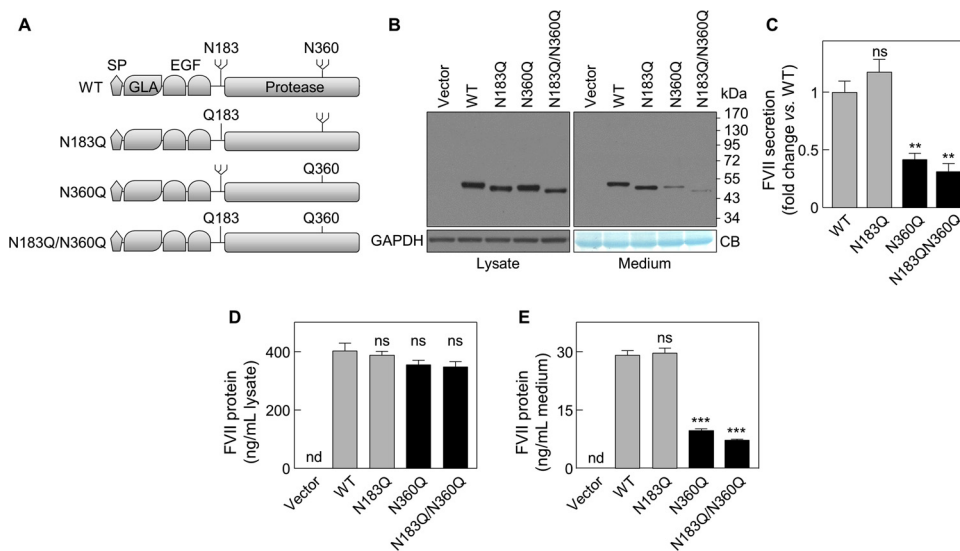 A
N183 N360
SP EGF
WT GLA Protease
Q183
N183Q
N360Q Q360
Q183 Q360
N183Q/N360Q
B
Vector WT N183Q N360Q N183Q/N360Q Vector WT N183Q N360Q N183Q/N360Q
kDa
170
130
95
72
55
43
34
GAPDH CB
Lysate Medium
C
FVII secretion
(fold change vs. WT)
1
0.5
0
ns
** **
WT N183Q N360Q N183QN360Q
D
FVII protein
(ng/mL lysate)
400
200
0
nd ns ns ns
Vector WT N183Q N360Q N183Q/N360Q
E
FVII protein
(ng/mL medium)
30
15
0
nd ns *** ***
Vector WT N183Q N360Q N183Q/N360Q